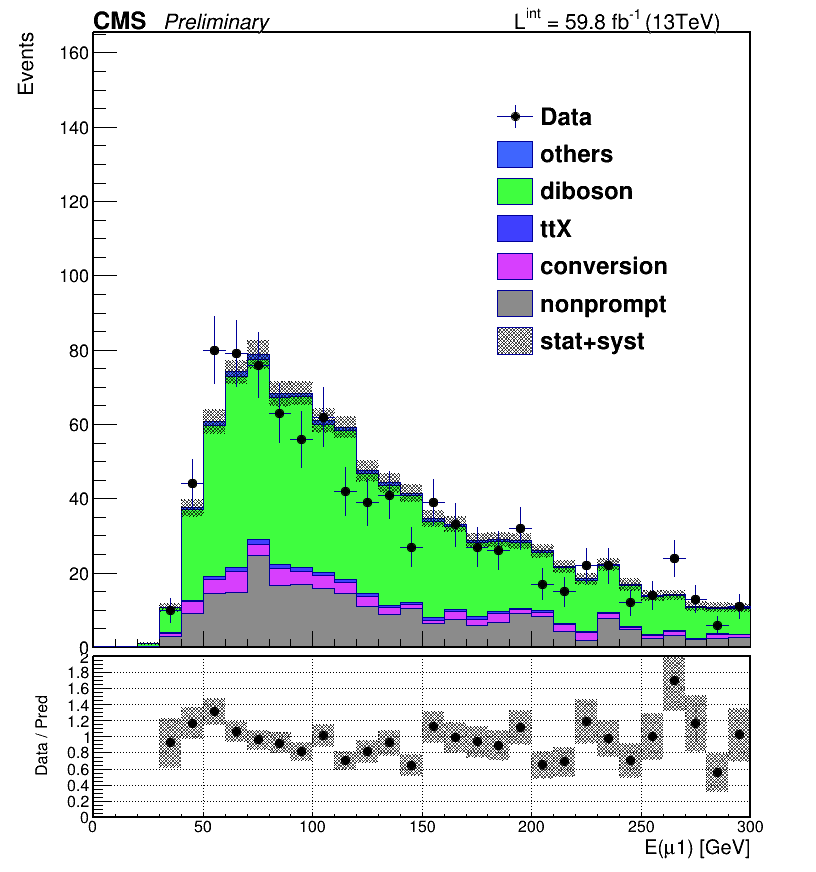 CMS Preliminary L^int = 59.8 fb^-1 (13TeV)
Events
160
140
120
100
80
60
40
20
0
Data
others
diboson
ttX
conversion
nonprompt
stat+syst
Data / Pred
2
1.8
1.6
1.4
1.2
1
0.8
0.6
0.4
0.2
0
0 50 100 150 200 250 300
E(μ1) [GeV]